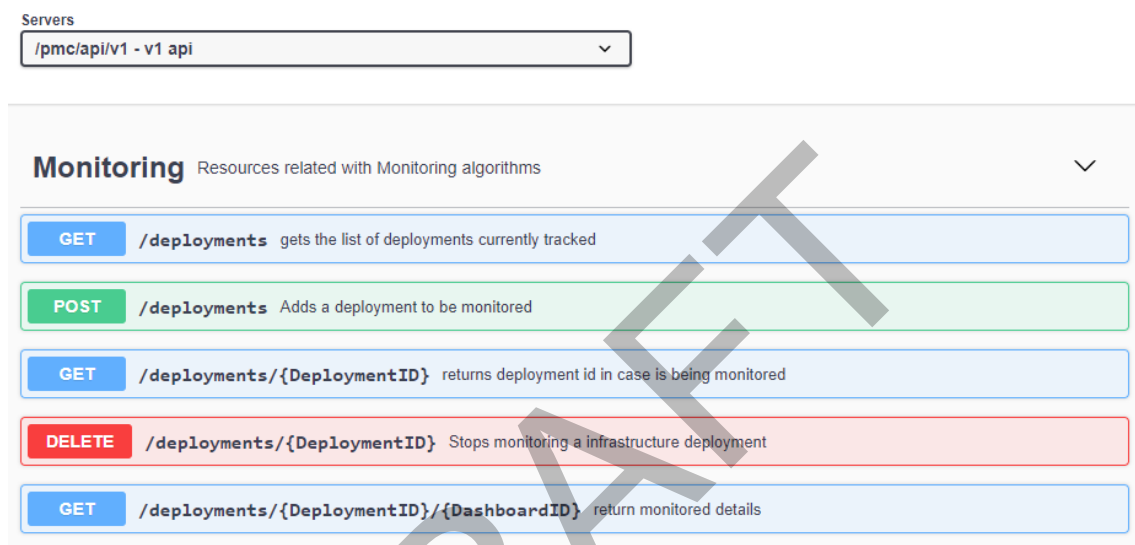 Servers
/pmc/api/v1 - v1 api
Monitoring Resources related with Monitoring algorithms
GET /deployments gets the list of deployments currently tracked
POST /deployments Adds a deployment to be monitored
GET /deployments/{DeploymentID} returns deployment id in case is being monitored
DELETE /deployments/{DeploymentID} Stops monitoring a infrastructure deployment
GET /deployments/{DeploymentID}/{DashboardID} return monitored details
RAFT